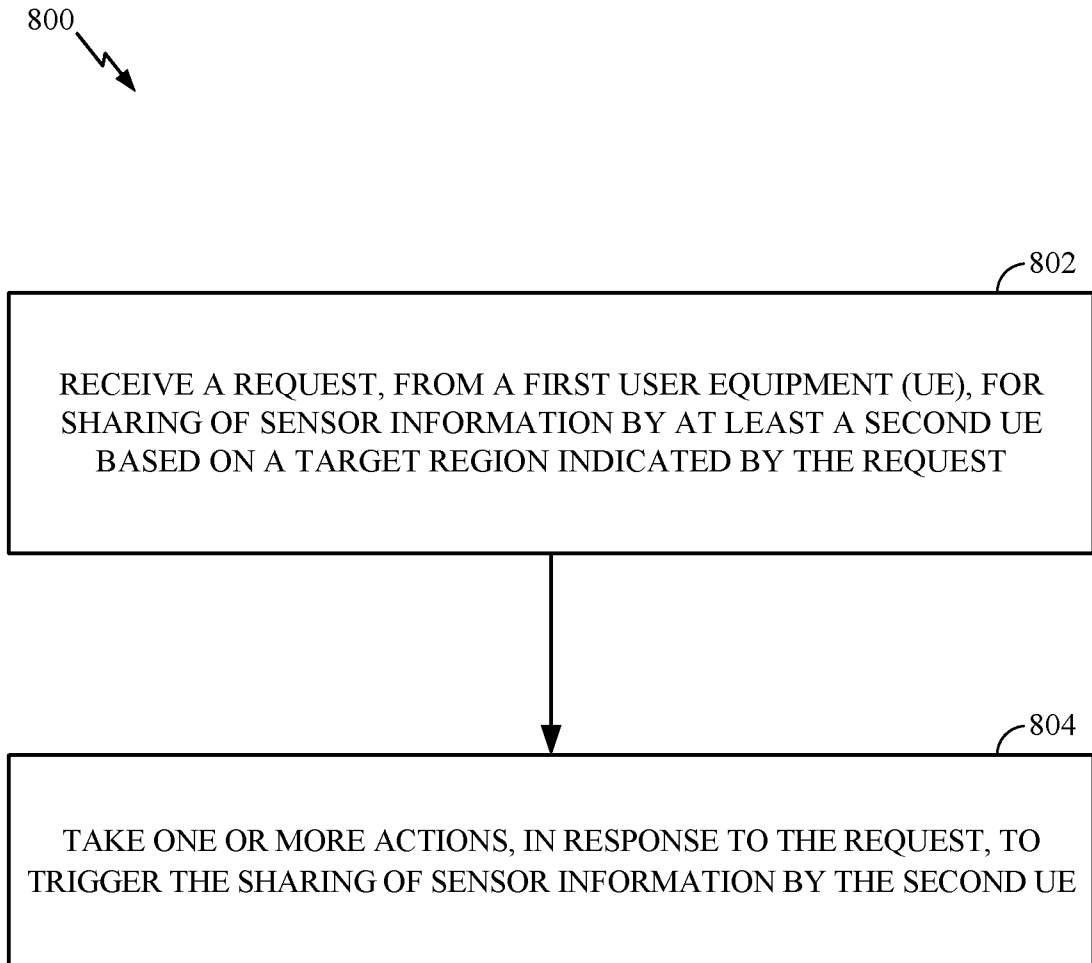 800
802
RECEIVE A REQUEST, FROM A FIRST USER EQUIPMENT (UE), FOR
SHARING OF SENSOR INFORMATION BY AT LEAST A SECOND UE
BASED ON A TARGET REGION INDICATED BY THE REQUEST
804
TAKE ONE OR MORE ACTIONS, IN RESPONSE TO THE REQUEST, TO
TRIGGER THE SHARING OF SENSOR INFORMATION BY THE SECOND UE